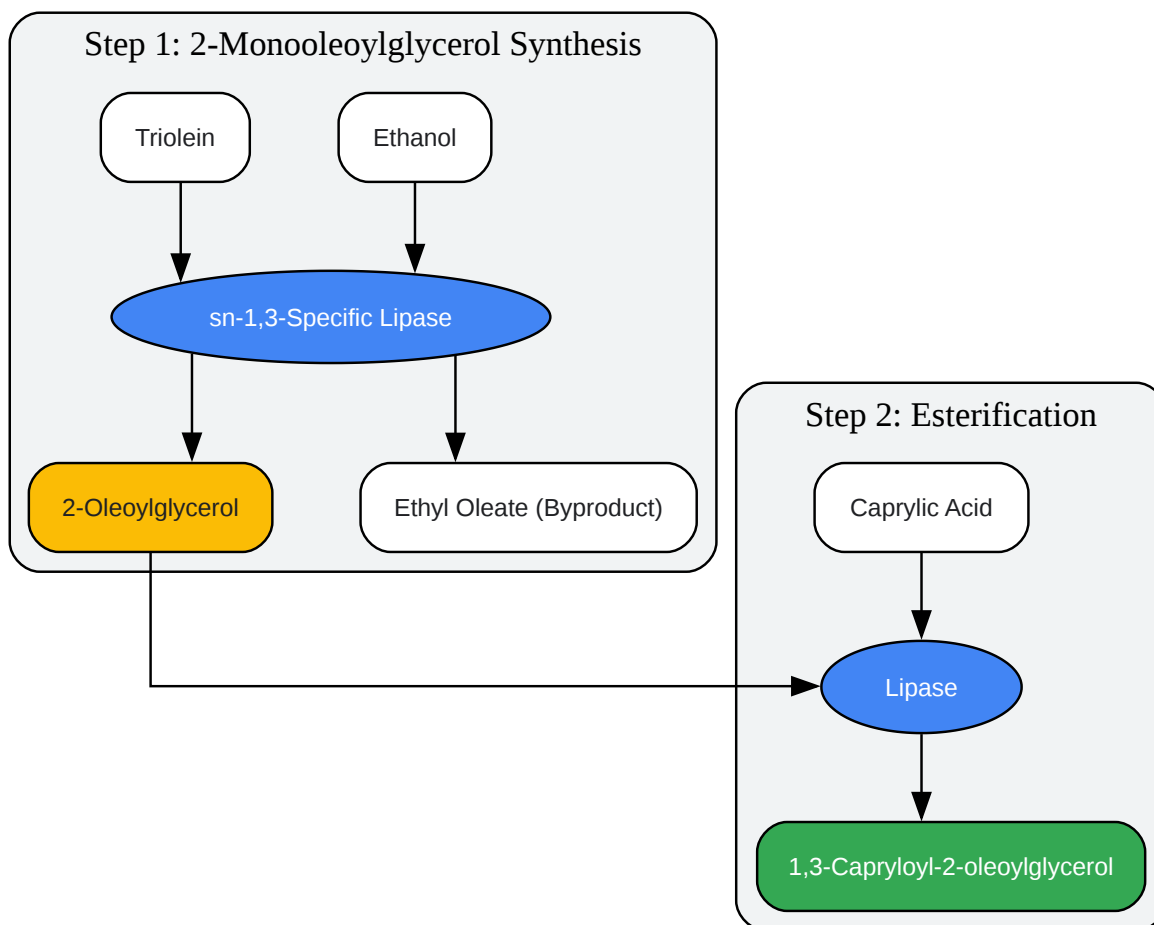 Step 1: 2-Monooleoylglycerol Synthesis
Triolein
Ethanol
sn-1,3-Specific Lipase
2-Oleoylglycerol
Ethyl Oleate (Byproduct)
Step 2: Esterification
Caprylic Acid
Lipase
1,3-Capryloyl-2-oleoylglycerol